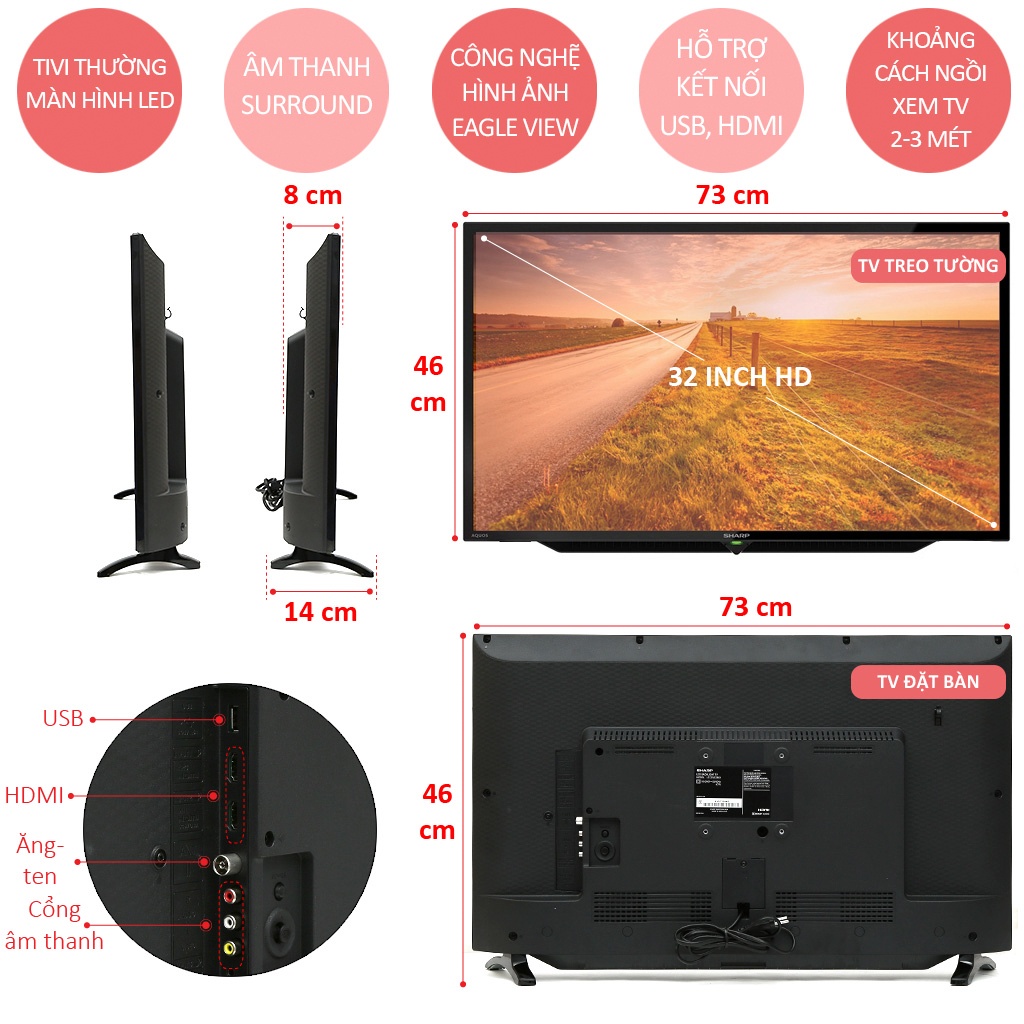 TIVI THƯỜNG
MÀN HÌNH LED
ÂM THANH
SURROUND
CÔNG NGHỆ
HÌNH ẢNH
EAGLE VIEW
HỖ TRỢ
KẾT NỐI
USB, HDMI
KHOẢNG
CÁCH NGỒI
XEM TV
2-3 MÉT
8 cm
73 cm
TV TREO TƯỜNG
46
cm
32 INCH HD
AQUOS
SHARP
14 cm
73 cm
TV ĐẶT BÀN
USB
HDMI
Ăng-
ten
Cổng
âm thanh
46
cm
SHARP
HDMI